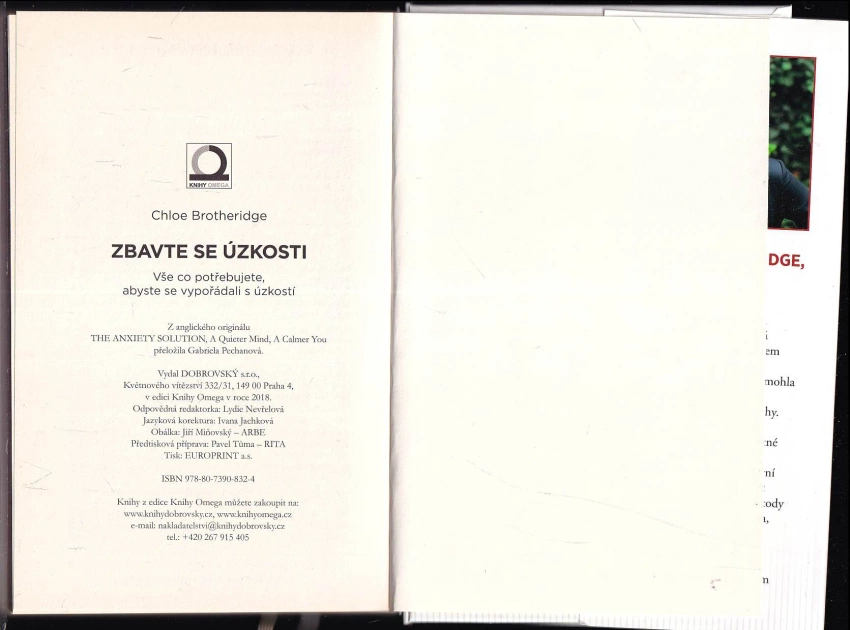 KNIHY OMEGA
Chloe Brotheridge
ZBAVTE SE ÚZKOSTI
Vše co potřebujete,
abyste se vypořádali s úzkostí
Z anglického originálu
THE ANXIETY SOLUTION, A Quieter Mind, A Calmer You
přeložila Gabriela Pechanová.
Vydal DOBROVSKÝ s.r.o.,
Květnového vítězství 332/31, 149 00 Praha 4,
v edici Knihy Omega v roce 2018.
Odpovědná redaktorka: Lydie Nevřelová
Jazyková korektura: Ivana Jachková
Obálka: Jiří Miňovský – ARBE
Předtisková příprava: Pavel Tůma – RITA
Tisk: EUROPRINT a.s.
ISBN 978-80-7390-832-4
Knihy z edice Knihy Omega můžete zakoupit na:
www.knihydobrovsky.cz, www.knihyomega.cz
e-mail: nakladatelstvi@knihydobrovsky.cz
tel.: +420 267 915 405
DGE,
í
em
mohla
hy.
né
ní
tody
n